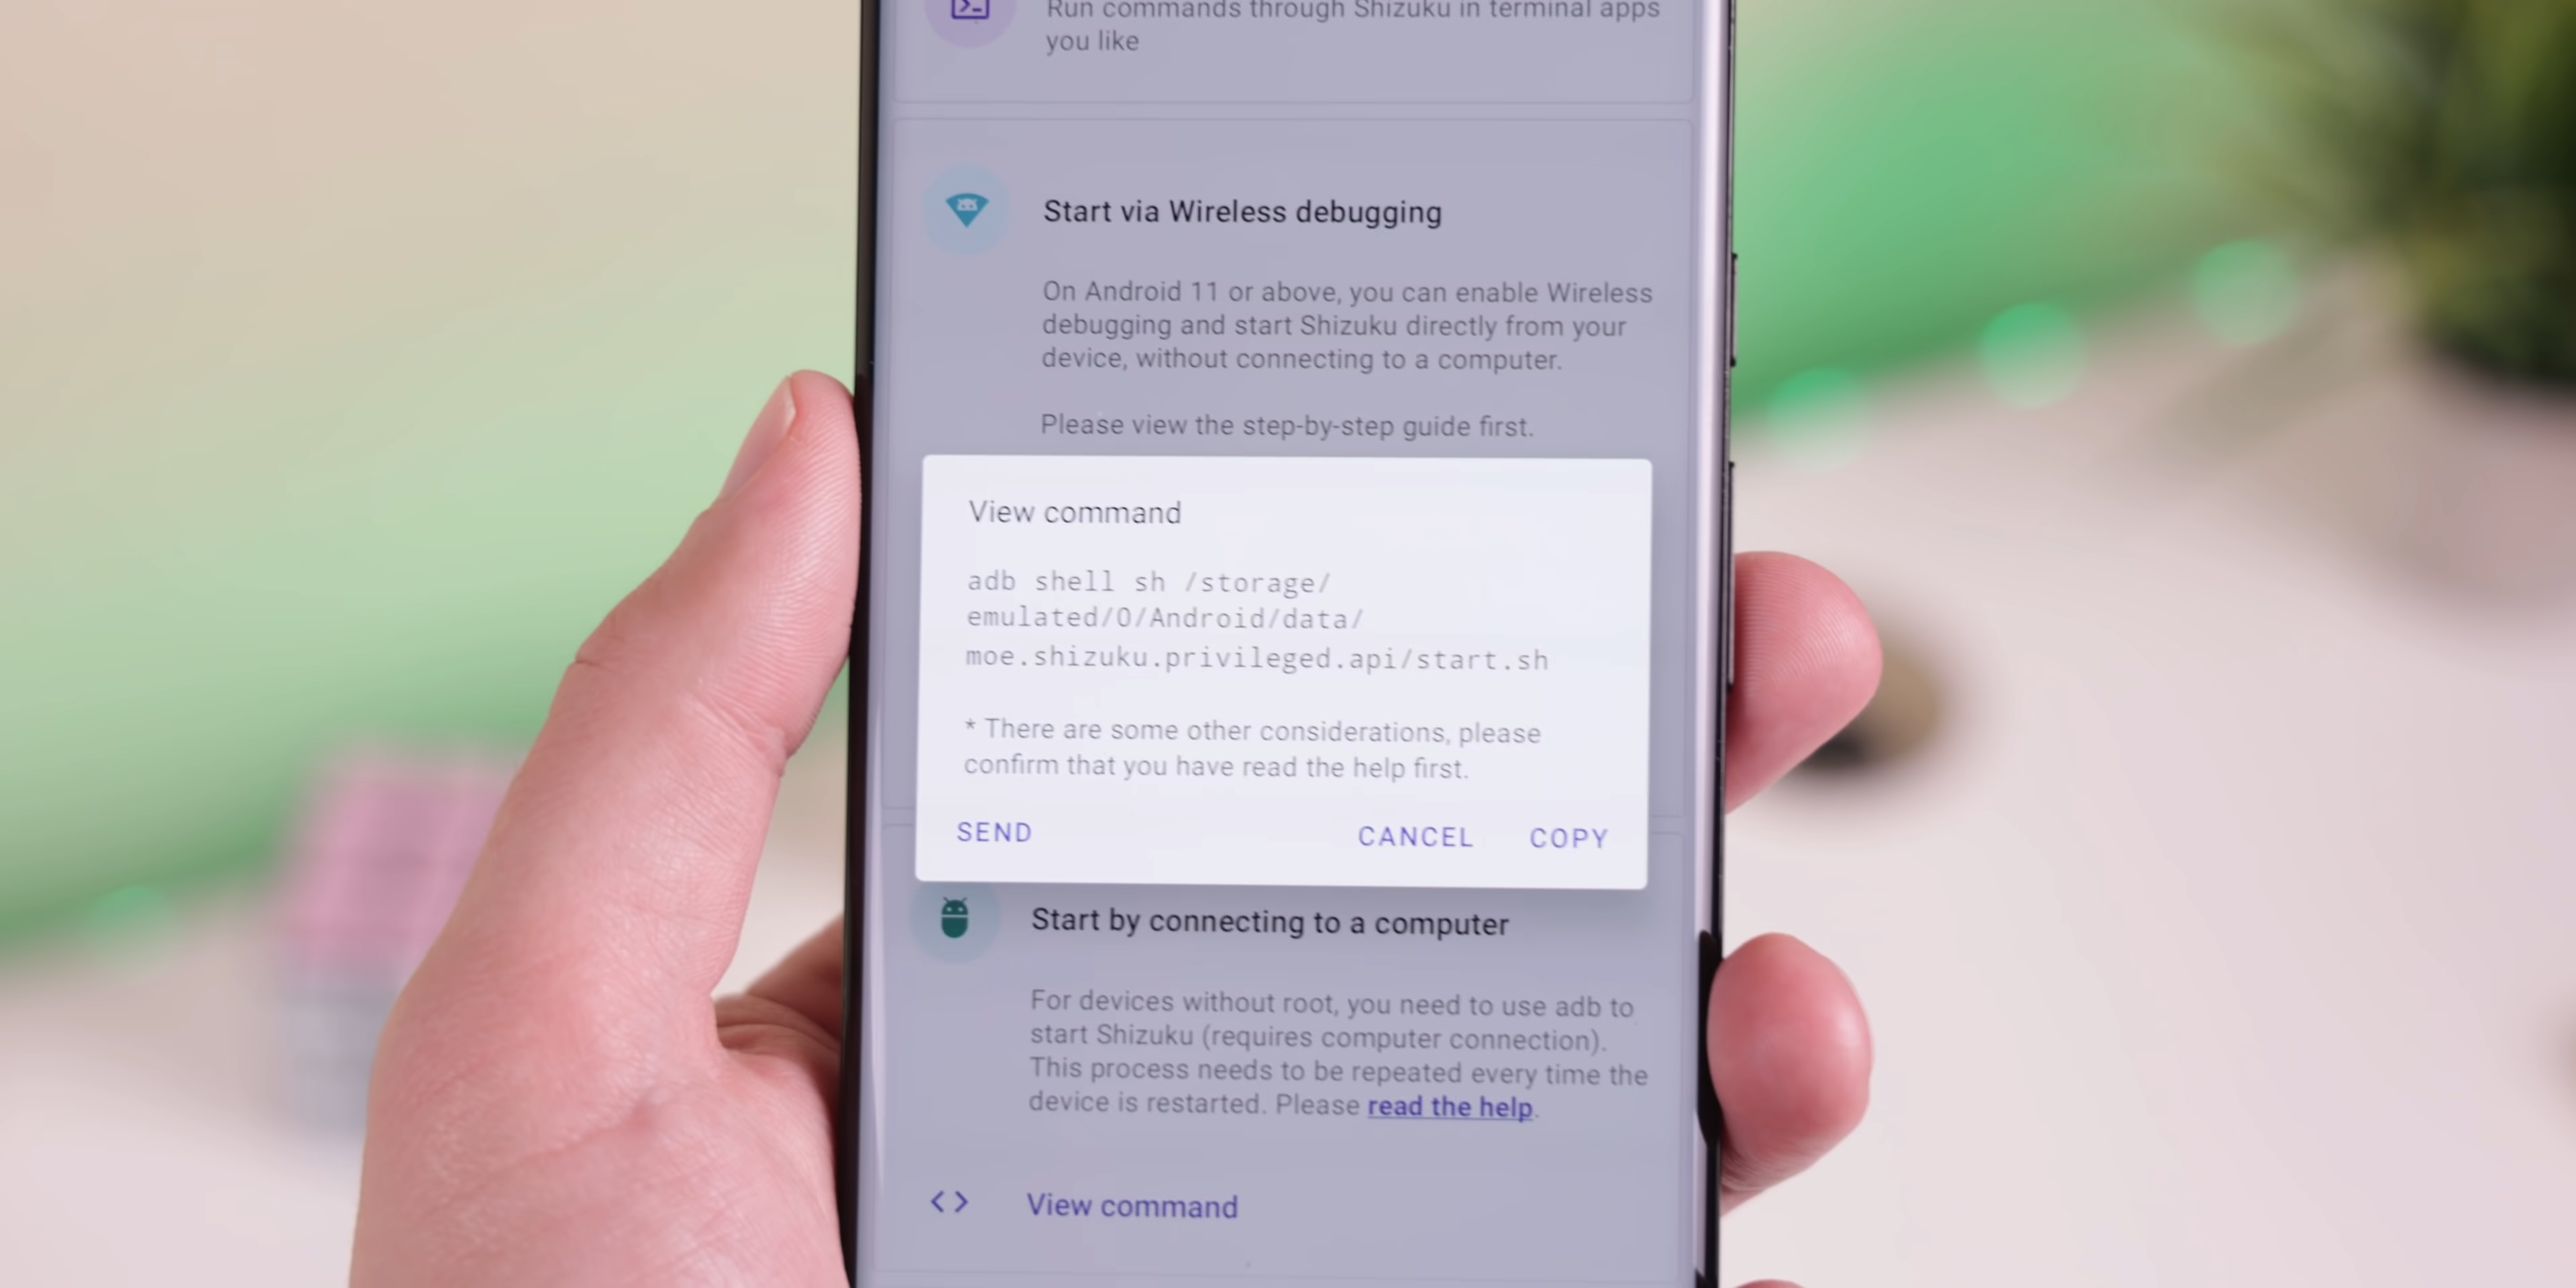 Run commands through Shizuku in terminal apps
you like
Start via Wireless debugging
On Android 11 or above, you can enable Wireless
debugging and start Shizuku directly from your
device, without connecting to a computer.
Please view the step-by-step guide first.
View command
adb shell sh /storage/
emulated/0/Android/data/
moe.shizuku.privileged.api/start.sh
* There are some other considerations, please
confirm that you have read the help first.
SEND CANCEL COPY
Start by connecting to a computer
For devices without root, you need to use adb to
start Shizuku (requires computer connection).
This process needs to be repeated every time the
device is restarted. Please read the help.
<> View command